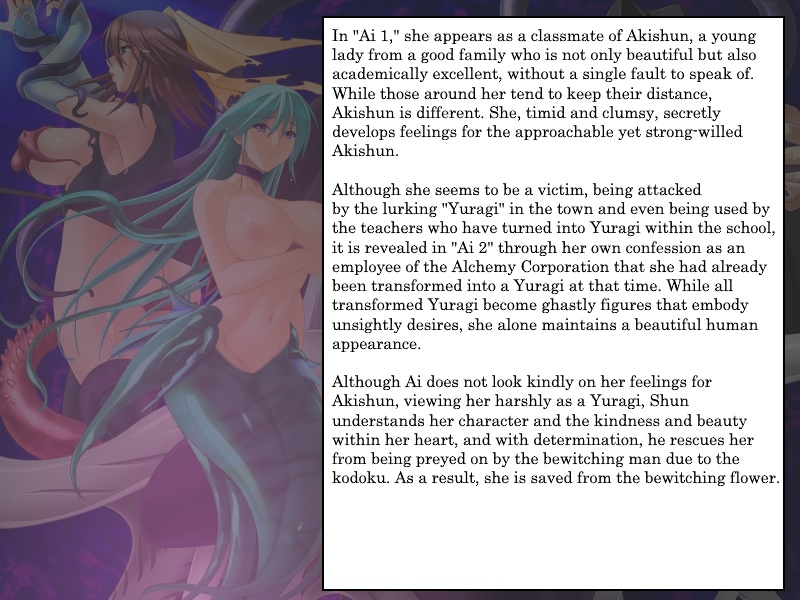 In "Ai 1," she appears as a classmate of Akishun, a young
lady from a good family who is not only beautiful but also
academically excellent, without a single fault to speak of.
While those around her tend to keep their distance,
Akishun is different. She, timid and clumsy, secretly
develops feelings for the approachable yet strong-willed
Akishun.
Although she seems to be a victim, being attacked
by the lurking "Yuragi" in the town and even being used by
the teachers who have turned into Yuragi within the school,
it is revealed in "Ai 2" through her own confession as an
employee of the Alchemy Corporation that she had already
been transformed into a Yuragi at that time. While all
transformed Yuragi become ghastly figures that embody
unsightly desires, she alone maintains a beautiful human
appearance.
Although Ai does not look kindly on her feelings for
Akishun, viewing her harshly as a Yuragi, Shun
understands her character and the kindness and beauty
within her heart, and with determination, he rescues her
from being preyed on by the bewitching man due to the
kodoku. As a result, she is saved from the bewitching flower.